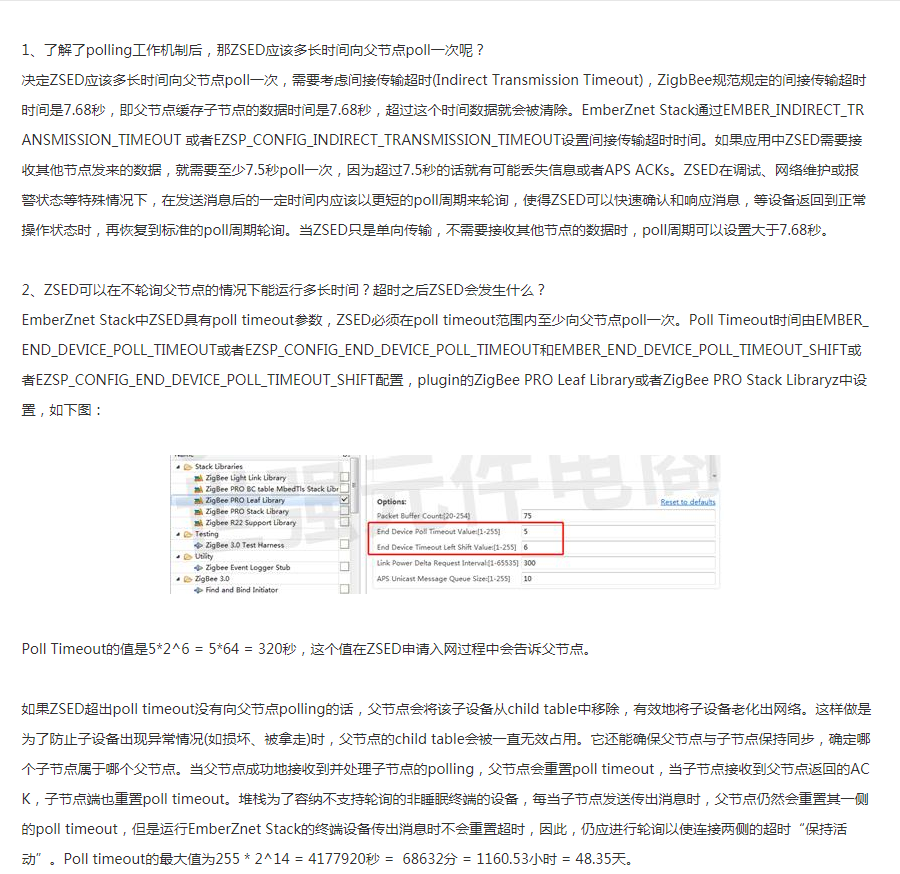 1、了解了polling工作机制后，那ZSED应该多长时间向父节点poll一次呢？
决定ZSED应该多长时间向父节点poll一次，需要考虑间接传输超时(Indirect Transmission Timeout)，ZigbBee规范规定的间接传输超时
时间是7.68秒，即父节点缓存子节点的数据时间是7.68秒，超过这个时间数据就会被清除。EmberZnet Stack通过EMBER_INDIRECT_TR
ANSMISSION_TIMEOUT 或者EZSP_CONFIG_INDIRECT_TRANSMISSION_TIMEOUT设置间接传输超时时间。如果应用中ZSED需要接
收其他节点发来的数据，就需要至少7.5秒poll一次，因为超过7.5秒的话就有可能丢失信息或者APS ACKs。ZSED在调试、网络维护或报
警状态等特殊情况下，在发送消息后的一定时间内应该以更短的poll周期来轮询，使得ZSED可以快速确认和响应消息，等设备返回到正常
操作状态时，再恢复到标准的poll周期轮询。当ZSED只是单向传输，不需要接收其他节点的数据时，poll周期可以设置大于7.68秒。
2、ZSED可以在不轮询父节点的情况下能运行多长时间？超时之后ZSED会发生什么？
EmberZnet Stack中ZSED具有poll timeout参数，ZSED必须在poll timeout范围内至少向父节点poll一次。Poll Timeout时间由EMBER_
END_DEVICE_POLL_TIMEOUT或者EZSP_CONFIG_END_DEVICE_POLL_TIMEOUT和EMBER_END_DEVICE_POLL_TIMEOUT_SHIFT或
者EZSP_CONFIG_END_DEVICE_POLL_TIMEOUT_SHIFT配置，plugin的ZigBee PRO Leaf Library或者ZigBee PRO Stack Libraryz中设
置，如下图：
Stack Libraries
ZigBee Light Link Library
ZigBee PRO BC table MbedTls Stack Libr
ZigBee PRO Leaf Library
ZigBee PRO Stack Library
Zigbee R22 Support Library
Testing
ZigBee 3.0 Test Harness
Utility
Zigbee Event Logger Stub
ZigBee 3.0
Find and Bind Initiator
强元件电商
Options: Reset to defaults
Packet Buffer Count:[20-254] 75
End Device Poll Timeout Value:[1-255] 5
End Device Timeout Left Shift Value:[1-255] 6
Link Power Delta Request Interval:[1-65535] 300
APS Unicast Message Queue Size:[1-255] 10
Poll Timeout的值是5*2^6 = 5*64 = 320秒，这个值在ZSED申请入网过程中会告诉父节点。
如果ZSED超出poll timeout没有向父节点polling的话，父节点会将该子设备从child table中移除，有效地将子设备老化出网络。这样做是
为了防止子设备出现异常情况(如损坏、被拿走)时，父节点的child table会被一直无效占用。它还能确保父节点与子节点保持同步，确定哪
个子节点属于哪个父节点。当父节点成功地接收到并处理子节点的polling，父节点会重置poll timeout，当子节点接收到父节点返回的AC
K，子节点端也重置poll timeout。堆栈为了容纳不支持轮询的非睡眠终端的设备，每当子节点发送传出消息时，父节点仍然会重置其一侧
的poll timeout，但是运行EmberZnet Stack的终端设备传出消息时不会重置超时，因此，仍应进行轮询以使连接两侧的超时“保持活
动”。Poll timeout的最大值为255 * 2^14 = 4177920秒 =  68632分 = 1160.53小时 = 48.35天。